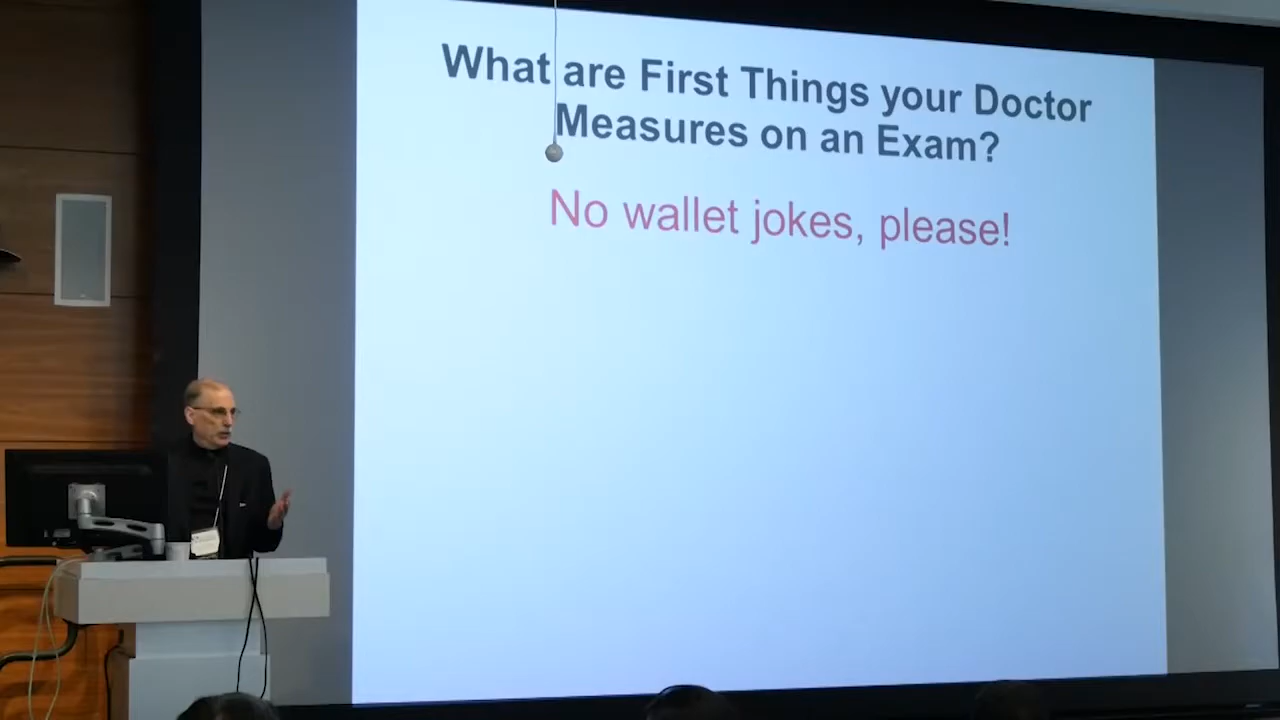 What are First Things your Doctor
Measures on an Exam?
No wallet jokes, please!